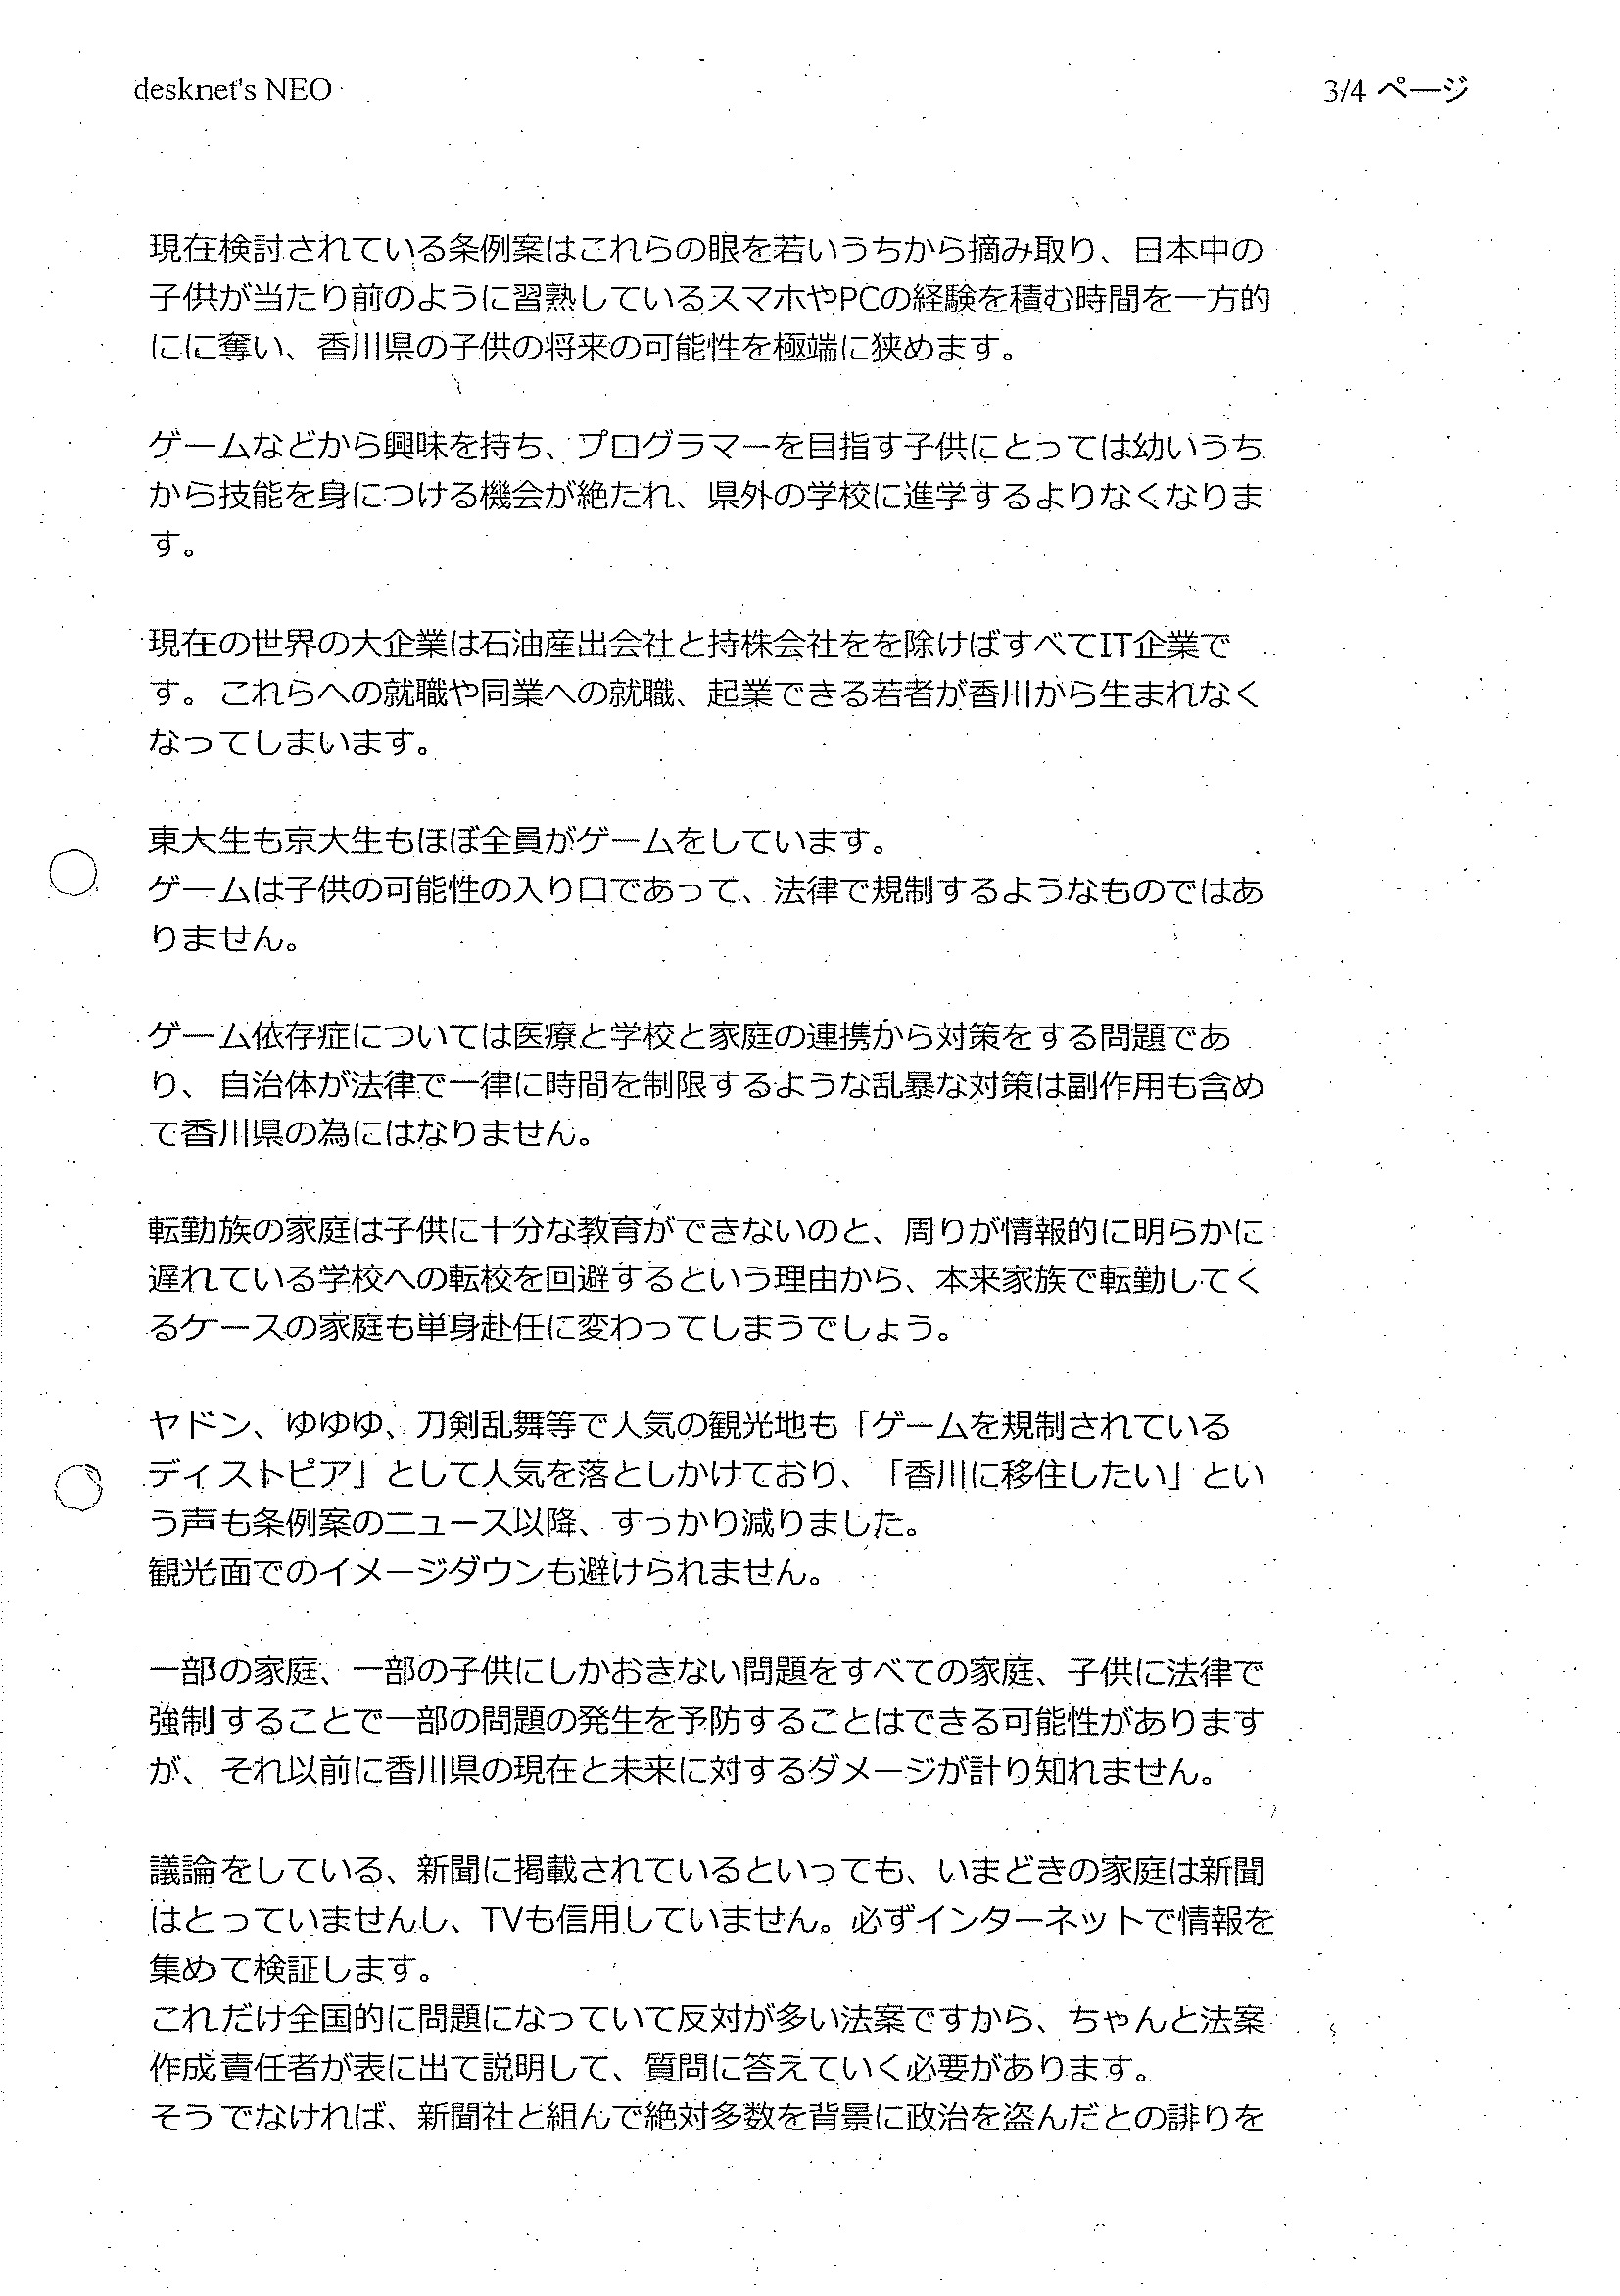 desknet's NEO
3/4 ページ
現在検討されている条例案はこれらの眼を若いうちから摘み取り、日本中の
子供が当たり前のように習熟しているスマホやPCの経験を積む時間を一方的
にに奪い、香川県の子供の将来の可能性を極端に狭めます。
ゲームなどから興味を持ち、プログラマーを目指す子供にとっては幼いうち
から技能を身につける機会が絶たれ、県外の学校に進学するよりなくなりま
す。
現在の世界の大企業は石油産出会社と持株会社をを除けばすべてIT企業で
す。これらへの就職や同業への就職、起業できる若者が香川から生まれなく
なってしまいます。
東大生も京大生もほぼ全員がゲームをしています。
ゲームは子供の可能性の入り口であって、法律で規制するようなものではあ
りません。
ゲーム依存症については医療と学校と家庭の連携から対策をする問題であ
り、自治体が法律で一律に時間を制限するような乱暴な対策は副作用も含め
て香川県の為にはなりません。
転勤族の家庭は子供に十分な教育ができないのと、周りが情報的に明らかに
遅れている学校への転校を回避するという理由から、本来家族で転勤してく
るケースの家庭も単身赴任に変わってしまうでしょう。
ヤドン、ゆゆゆ、刀剣乱舞等で人気の観光地も「ゲームを規制されている
ディストピア」として人気を落としかけており、「香川に移住したい」とい
う声も条例案のニュース以降、すっかり減りました。
観光面でのイメージダウンも避けられません。
一部の家庭、一部の子供にしかおきない問題をすべての家庭、子供に法律で
強制することで一部の問題の発生を予防することはできる可能性があります
が、それ以前に香川県の現在と未来に対するダメージが計り知れません。
議論をしている、新聞に掲載されているといっても、いまどきの家庭は新聞
はとっていませんし、TVも信用していません。必ずインターネットで情報を
集めて検証します。
これだけ全国的に問題になっていて反対が多い法案ですから、ちゃんと法案
作成責任者が表に出て説明して、質問に答えていく必要があります。
そうでなければ、新聞社と組んで絶対多数を背景に政治を盗んだとの誹りを